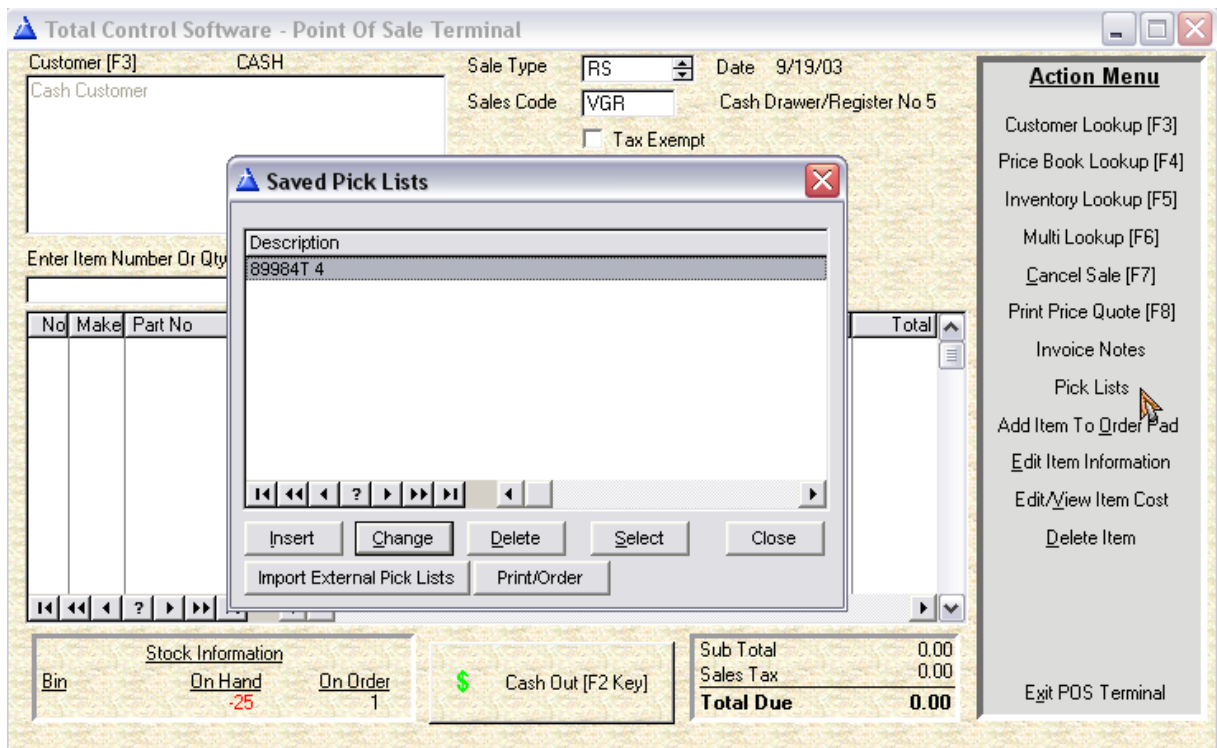 Total Control Software - Point Of Sale Terminal
Customer [F3] CASH
Cash Customer
Sale Type RS Date 9/19/03
Sales Code VGR Cash Drawer/Register No 5
Tax Exempt
Enter Item Number Or Qty
No Make Part No Total
Saved Pick Lists
Description
89984T 4
?
Insert Change Delete Select Close
Import External Pick Lists Print/Order
?
Stock Information
Bin On Hand On Order
-25 1
$ Cash Out [F2 Key]
Sub Total 0.00
Sales Tax 0.00
Total Due 0.00
Action Menu
Customer Lookup [F3]
Price Book Lookup [F4]
Inventory Lookup [F5]
Multi Lookup [F6]
Cancel Sale [F7]
Print Price Quote [F8]
Invoice Notes
Pick Lists
Add Item To Order Pad
Edit Item Information
Edit/View Item Cost
Delete Item
Exit POS Terminal